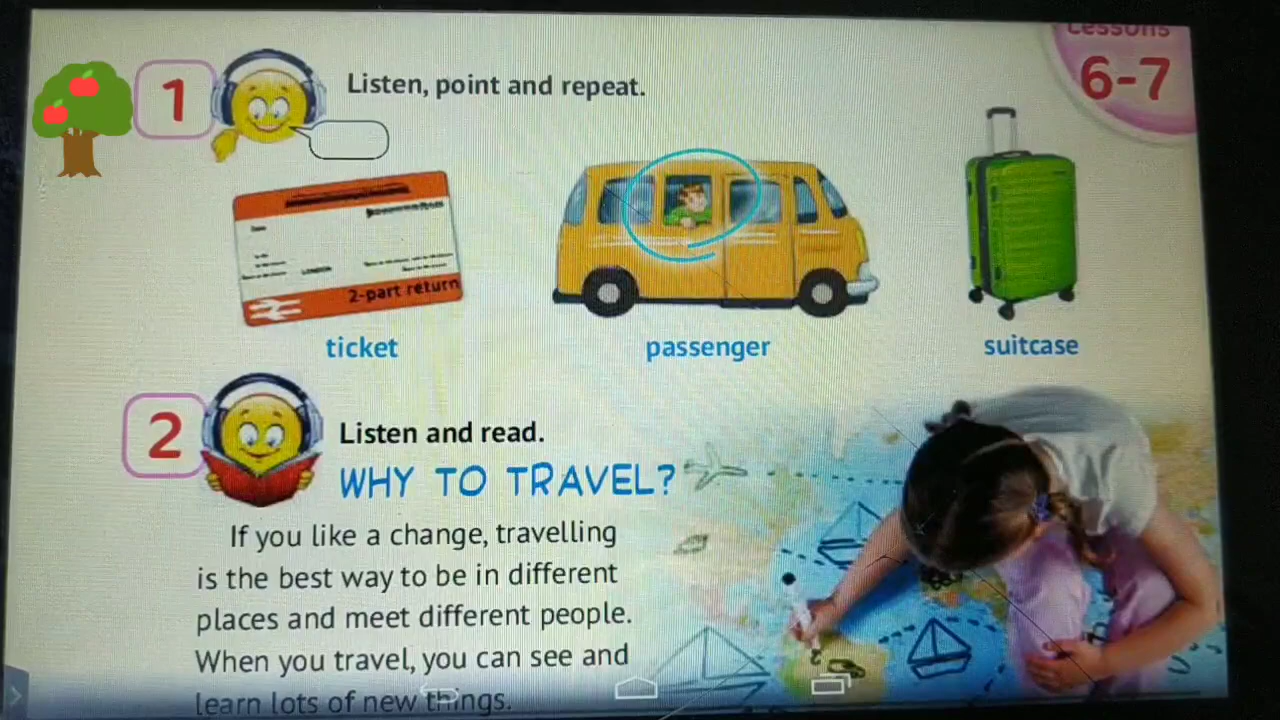 Lessons
6-7
1
Listen, point and repeat.
LONDON
2-part return
ticket
passenger
suitcase
2
Listen and read.
WHY TO TRAVEL?
If you like a change, travelling
is the best way to be in different
places and meet different people.
When you travel, you can see and
learn lots of new things.